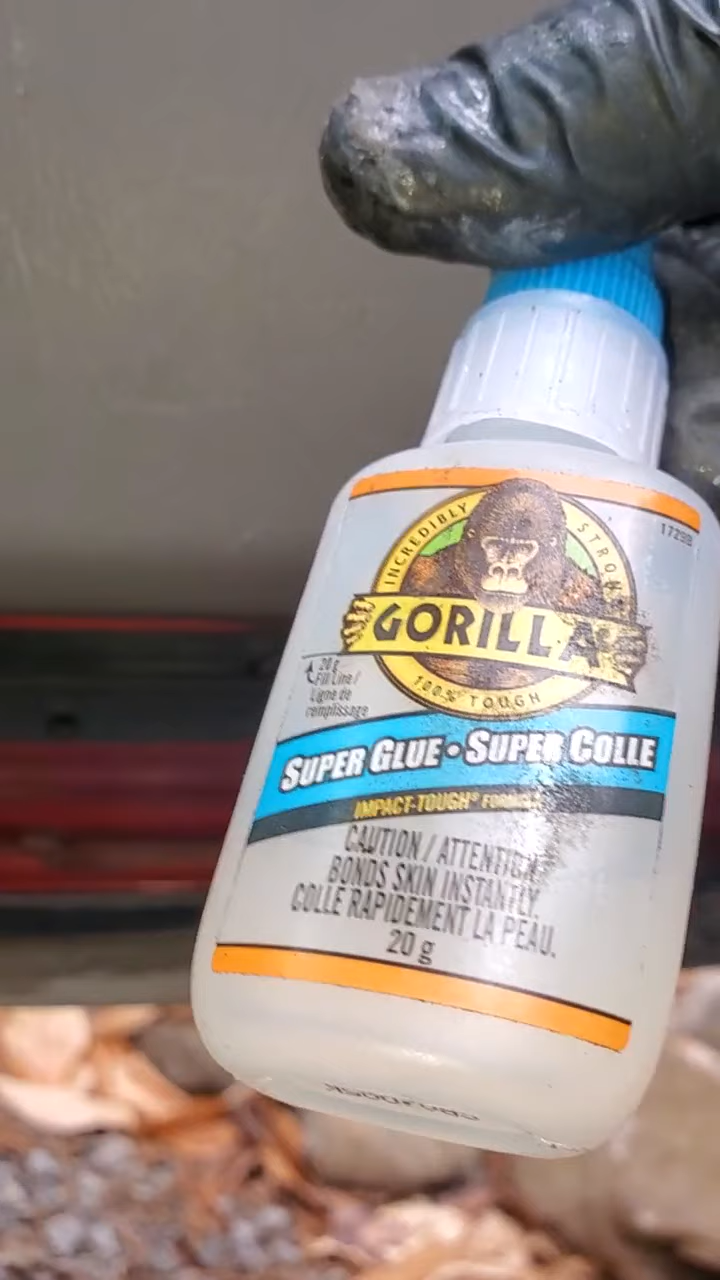 INCREDIBLY STRONG
17298
GORILLA
20 g
Fill Line /
Ligne de
remplissage
100% TOUGH
SUPER GLUE • SUPER COLLE
IMPACT-TOUGH® FORMULA
CAUTION / ATTENTION:
BONDS SKIN INSTANTLY.
COLLE RAPIDEMENT LA PEAU.
20 g